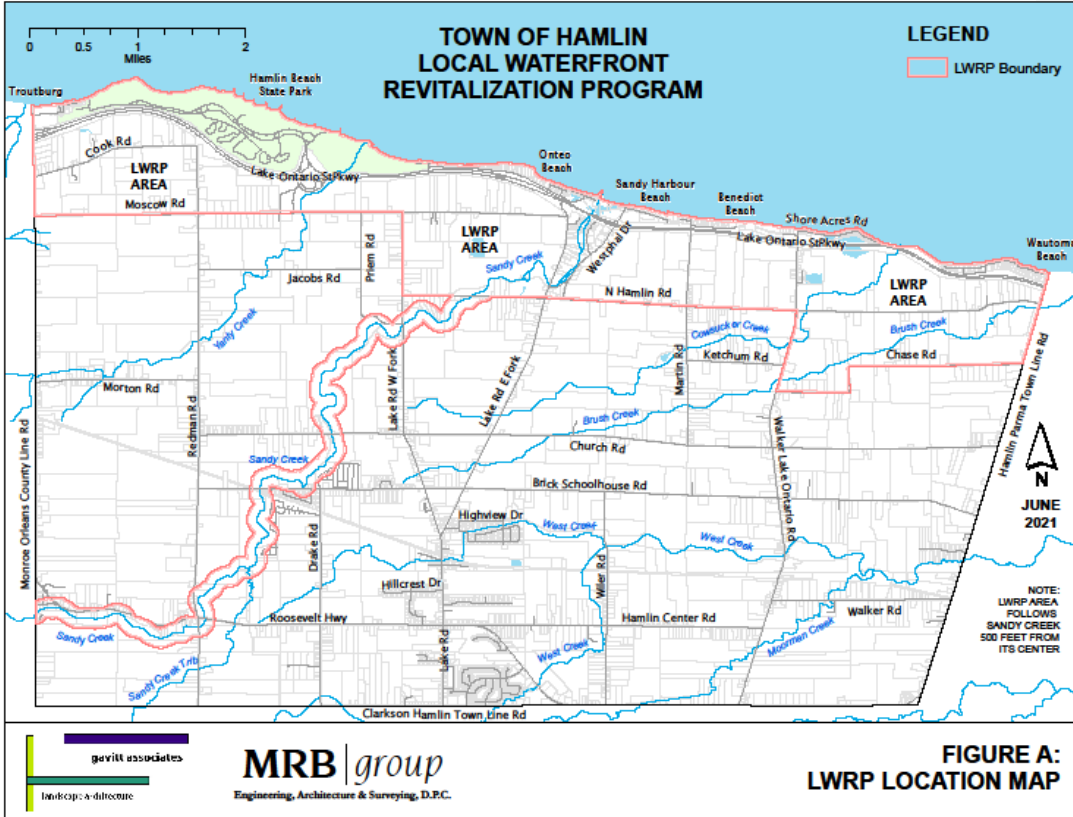 0 0.5 1 2
Miles
TOWN OF HAMLIN
LOCAL WATERFRONT
REVITALIZATION PROGRAM
LEGEND
LWRP Boundary
Troutburg
Hamlin Beach
State Park
Cook Rd
LWRP
AREA
Moscow Rd
Lake Ontario StPkwy
Onteo
Beach
Sandy Harbour
Beach
Benedict
Beach
Shore Acres Rd
Lake Ontario StPkwy
Wautoma
Beach
LWRP
AREA
Westphal Dr
Priem Rd
Jacobs Rd
Sandy Creek
N Hamlin Rd
LWRP
AREA
Yanty Creek
Cowsucker Creek
Brush Creek
Ketchum Rd
Chase Rd
Martin Rd
Morton Rd
Redman Rd
Lake Rd W Fork
Lake Rd E Fork
Brush Creek
Church Rd
Walker Lake Ontario Rd
Hamlin Parma Town Line Rd
Monroe Orleans County Line Rd
Sandy Creek
Brick Schoolhouse Rd
N
JUNE
2021
Highview Dr
West Creek
West Creek
Drake Rd
Hillcrest Dr
Wiler Rd
Roosevelt Hwy
Hamlin Center Rd
Walker Rd
NOTE:
LWRP AREA
FOLLOWS
SANDY CREEK
500 FEET FROM
ITS CENTER
Sandy Creek
Sandy Creek Trib
Lake Rd
West Creek
Moorman Creek
Clarkson Hamlin Town Line Rd
gavitt associates
landscape architecture
MRB group
Engineering, Architecture & Surveying, D.P.C.
FIGURE A:
LWRP LOCATION MAP